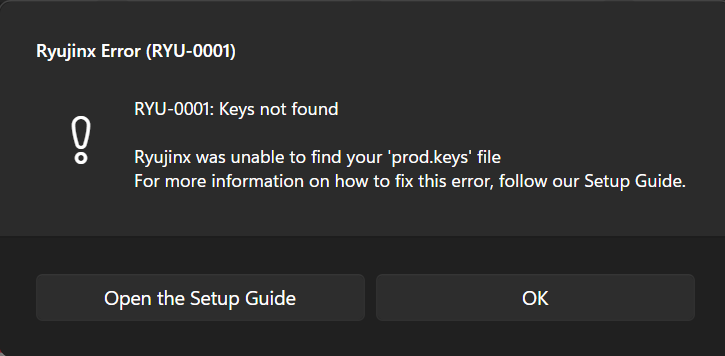 Ryujinx Error (RYU-0001)
RYU-0001: Keys not found
Ryujinx was unable to find your 'prod.keys' file
For more information on how to fix this error, follow our Setup Guide.
Open the Setup Guide
OK